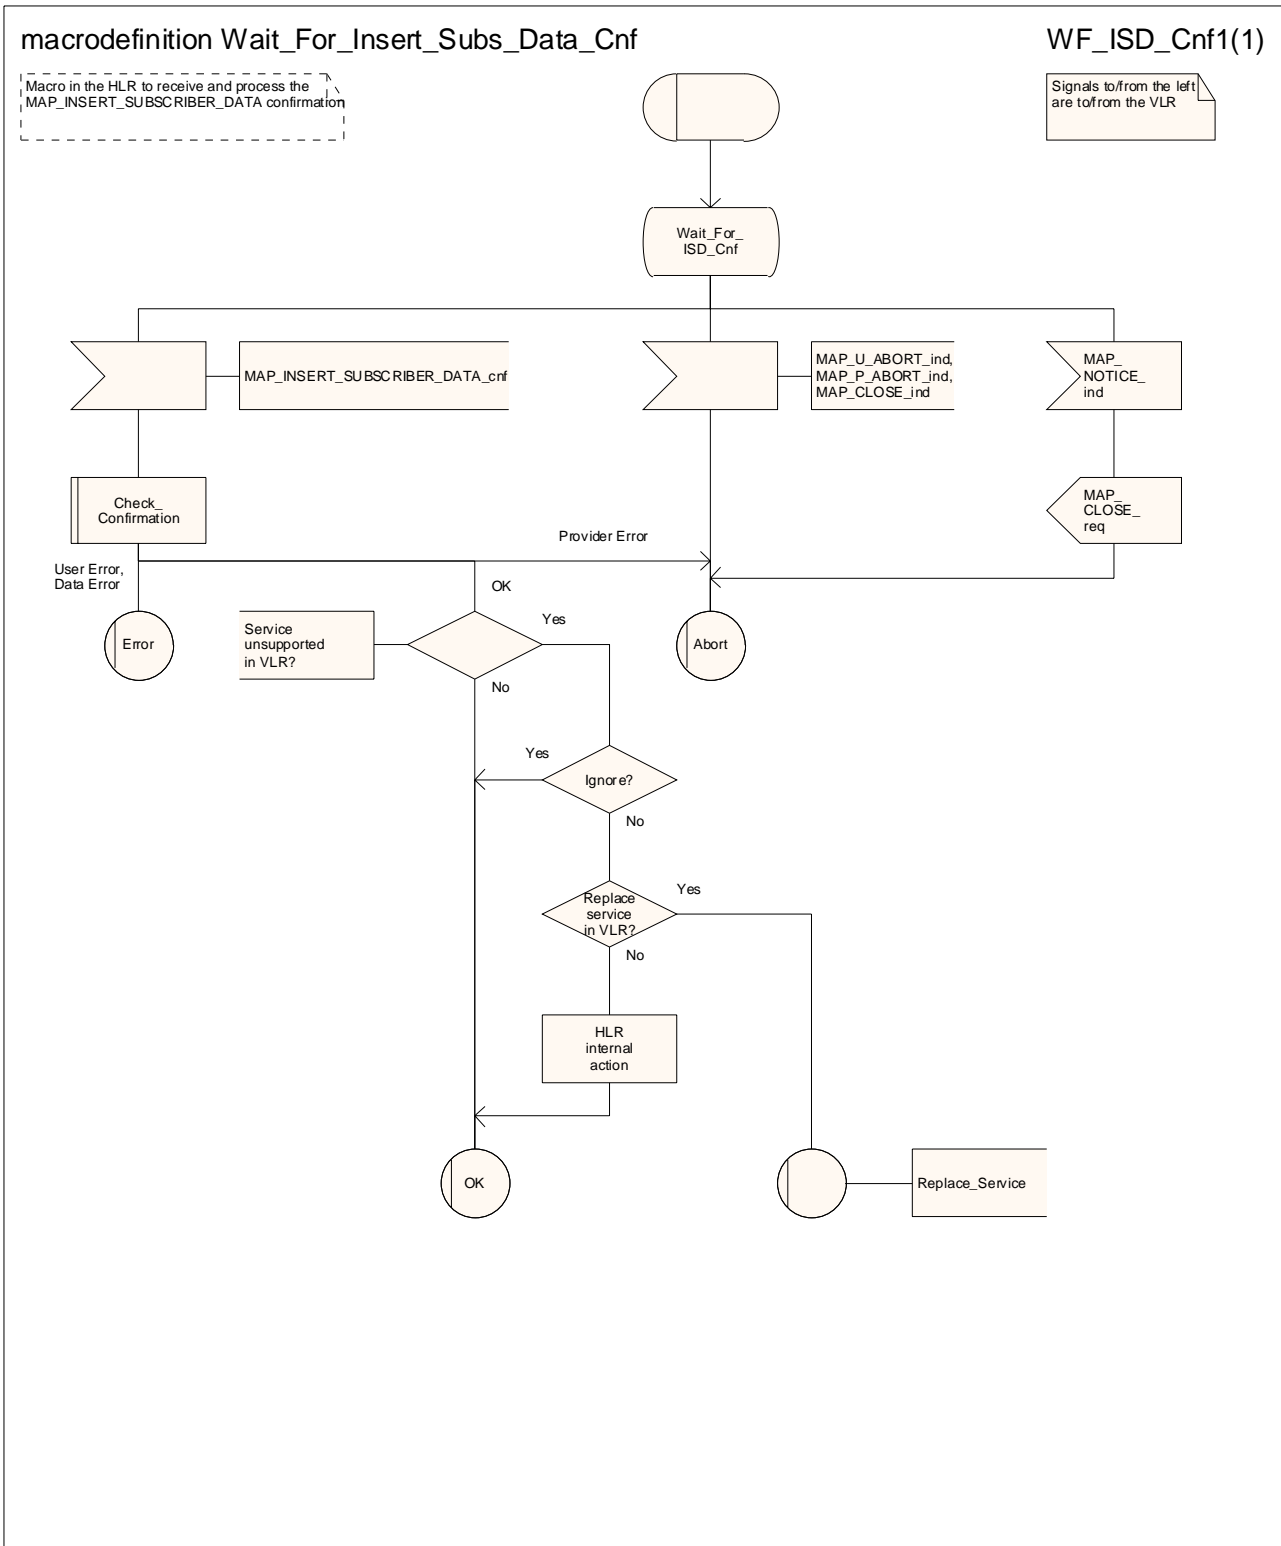 macrodefinition Wait_For_Insert_Subs_Data_Cnf
WF_ISD_Cnf1(1)
Macro in the HLR to receive and process the
MAP_INSERT_SUBSCRIBER_DATA confirmation
Signals to/from the left
are to/from the VLR
Wait_For_
ISD_Cnf
MAP_INSERT_SUBSCRIBER_DATA_cnf
MAP_U_ABORT_ind,
MAP_P_ABORT_ind,
MAP_CLOSE_ind
MAP_
NOTICE_
ind
Check_
Confirmation
MAP_
CLOSE_
req
Provider Error
User Error,
Data Error
OK
Error
Service
unsupported
in VLR?
Yes
No
Abort
Yes
Ignore?
No
Replace
service
in VLR?
Yes
No
HLR
internal
action
OK
Replace_Service